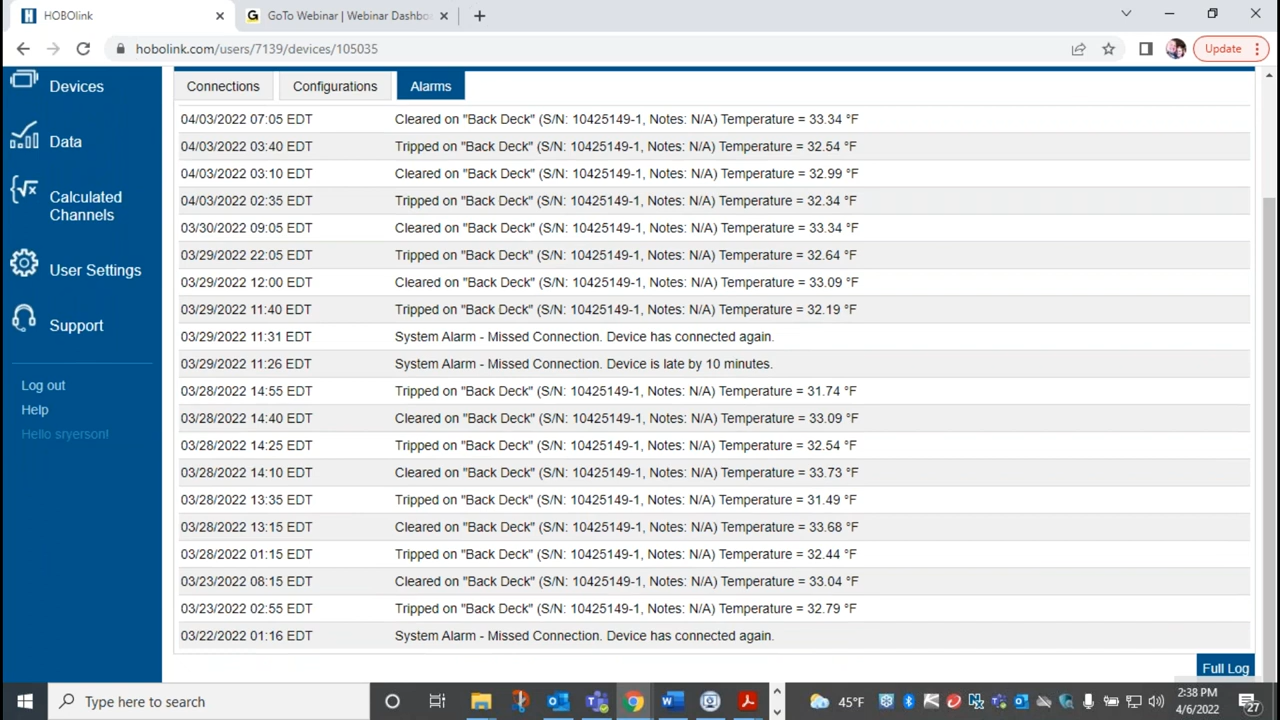 HOBOlink
GoTo Webinar | Webinar Dashbo
hobolink.com/users/7139/devices/105035
Update
Devices
Data
Calculated
Channels
User Settings
Support
Log out
Help
Hello sryerson!
Connections Configurations Alarms
04/03/2022 07:05 EDT Cleared on "Back Deck" (S/N: 10425149-1, Notes: N/A) Temperature = 33.34 °F
04/03/2022 03:40 EDT Tripped on "Back Deck" (S/N: 10425149-1, Notes: N/A) Temperature = 32.54 °F
04/03/2022 03:10 EDT Cleared on "Back Deck" (S/N: 10425149-1, Notes: N/A) Temperature = 32.99 °F
04/03/2022 02:35 EDT Tripped on "Back Deck" (S/N: 10425149-1, Notes: N/A) Temperature = 32.34 °F
03/30/2022 09:05 EDT Cleared on "Back Deck" (S/N: 10425149-1, Notes: N/A) Temperature = 33.34 °F
03/29/2022 22:05 EDT Tripped on "Back Deck" (S/N: 10425149-1, Notes: N/A) Temperature = 32.64 °F
03/29/2022 12:00 EDT Cleared on "Back Deck" (S/N: 10425149-1, Notes: N/A) Temperature = 33.09 °F
03/29/2022 11:40 EDT Tripped on "Back Deck" (S/N: 10425149-1, Notes: N/A) Temperature = 32.19 °F
03/29/2022 11:31 EDT System Alarm - Missed Connection. Device has connected again.
03/29/2022 11:26 EDT System Alarm - Missed Connection. Device is late by 10 minutes.
03/28/2022 14:55 EDT Tripped on "Back Deck" (S/N: 10425149-1, Notes: N/A) Temperature = 31.74 °F
03/28/2022 14:40 EDT Cleared on "Back Deck" (S/N: 10425149-1, Notes: N/A) Temperature = 33.09 °F
03/28/2022 14:25 EDT Tripped on "Back Deck" (S/N: 10425149-1, Notes: N/A) Temperature = 32.54 °F
03/28/2022 14:10 EDT Cleared on "Back Deck" (S/N: 10425149-1, Notes: N/A) Temperature = 33.73 °F
03/28/2022 13:35 EDT Tripped on "Back Deck" (S/N: 10425149-1, Notes: N/A) Temperature = 31.49 °F
03/28/2022 13:15 EDT Cleared on "Back Deck" (S/N: 10425149-1, Notes: N/A) Temperature = 33.68 °F
03/28/2022 01:15 EDT Tripped on "Back Deck" (S/N: 10425149-1, Notes: N/A) Temperature = 32.44 °F
03/23/2022 08:15 EDT Cleared on "Back Deck" (S/N: 10425149-1, Notes: N/A) Temperature = 33.04 °F
03/23/2022 02:55 EDT Tripped on "Back Deck" (S/N: 10425149-1, Notes: N/A) Temperature = 32.79 °F
03/22/2022 01:16 EDT System Alarm - Missed Connection. Device has connected again.
Full Log
Type here to search
45°F
2:38 PM
4/6/2022
27